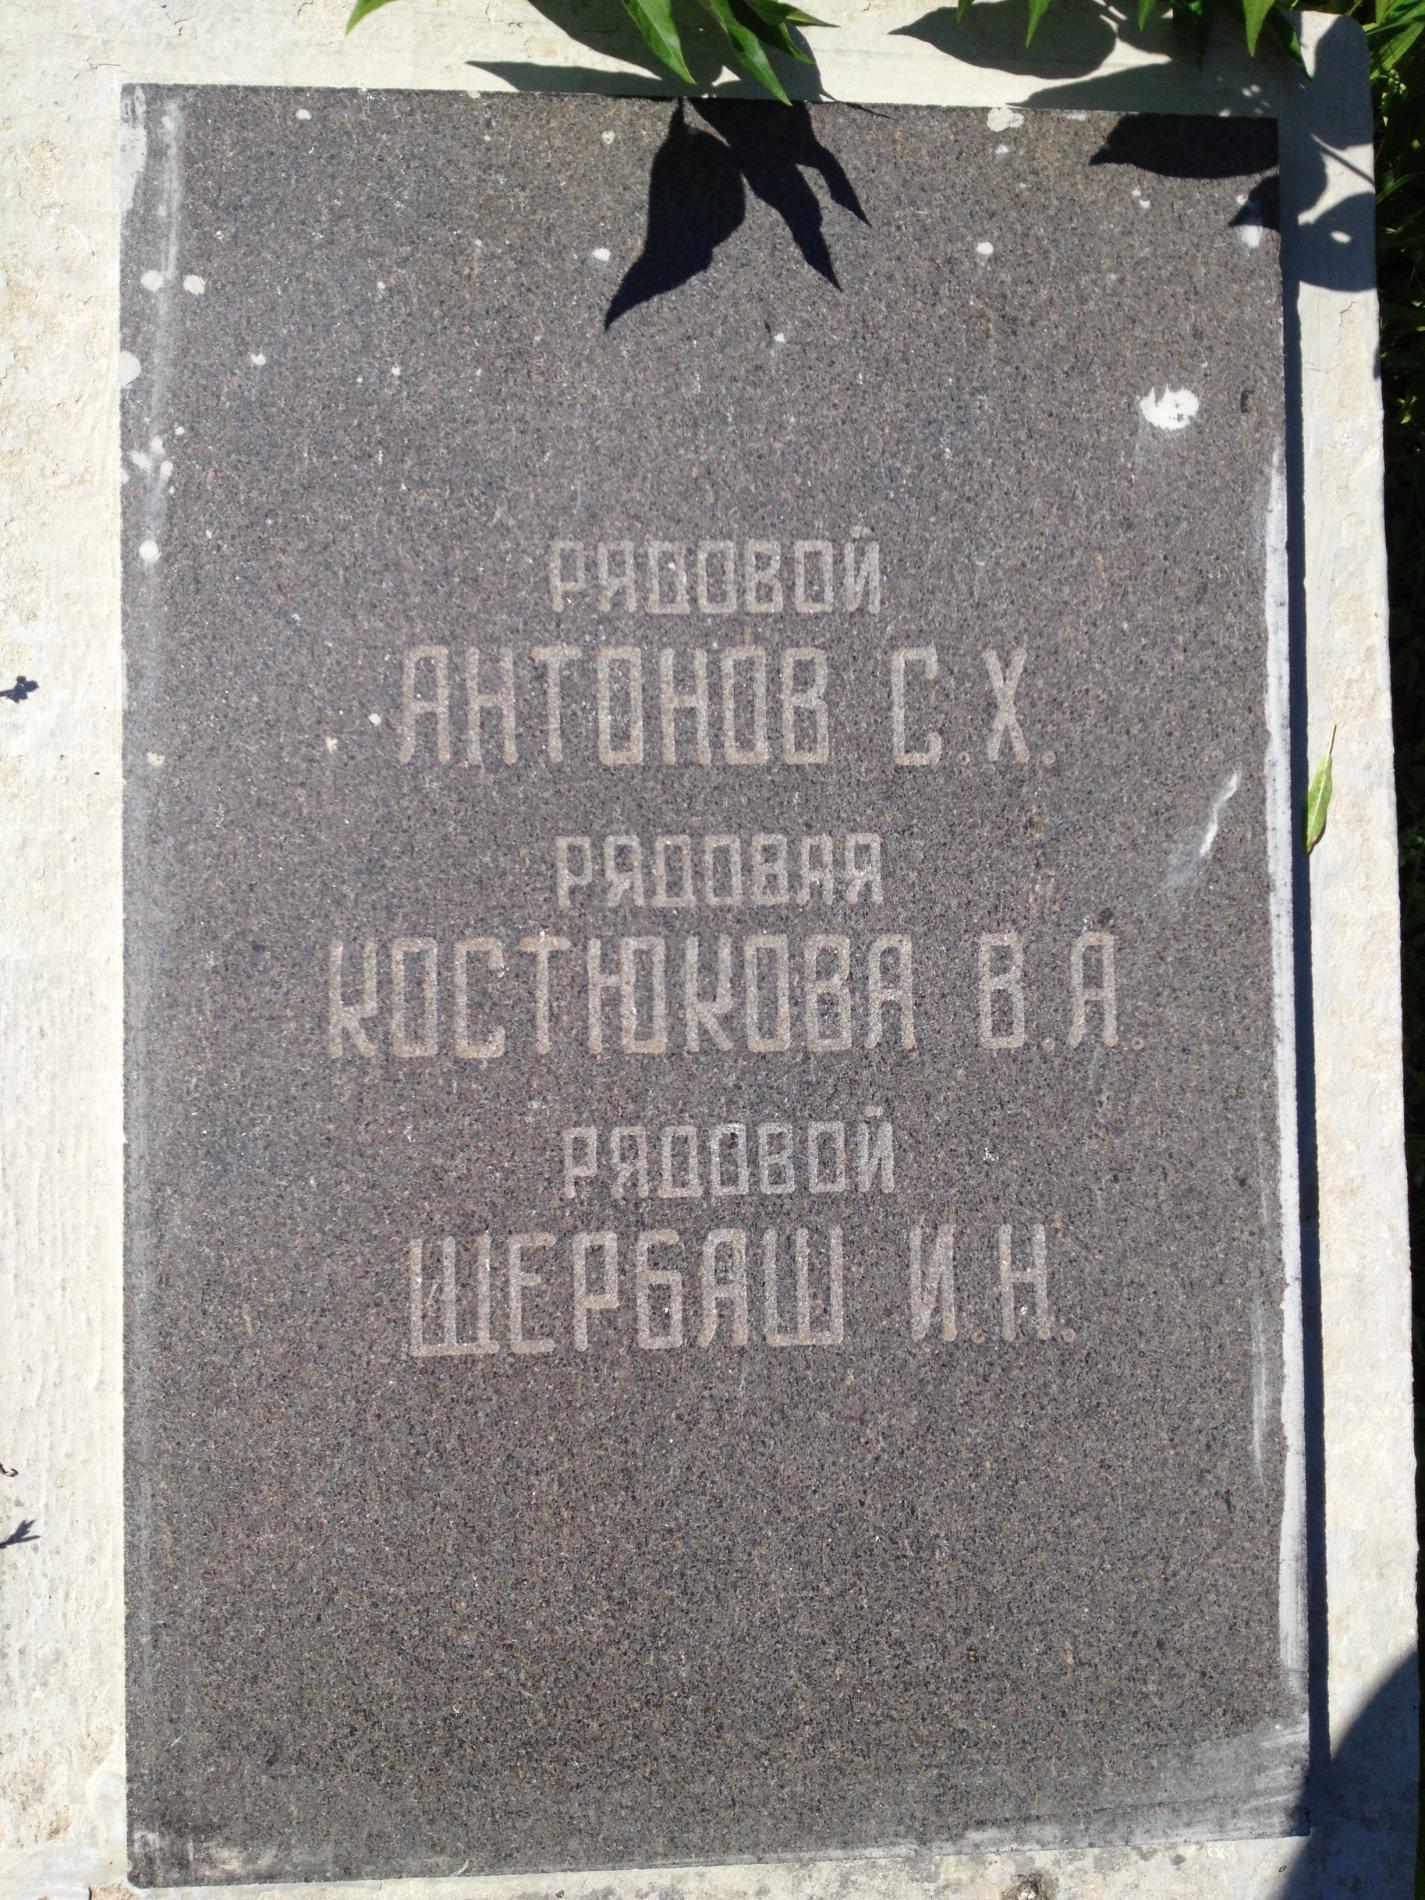 РЯДОВОЙ
АНТОНОВ С.Х.
РЯДОВАЯ
КОСТЮКОВА В.А.
РЯДОВОЙ
ЩЕРБАШ И.Н.